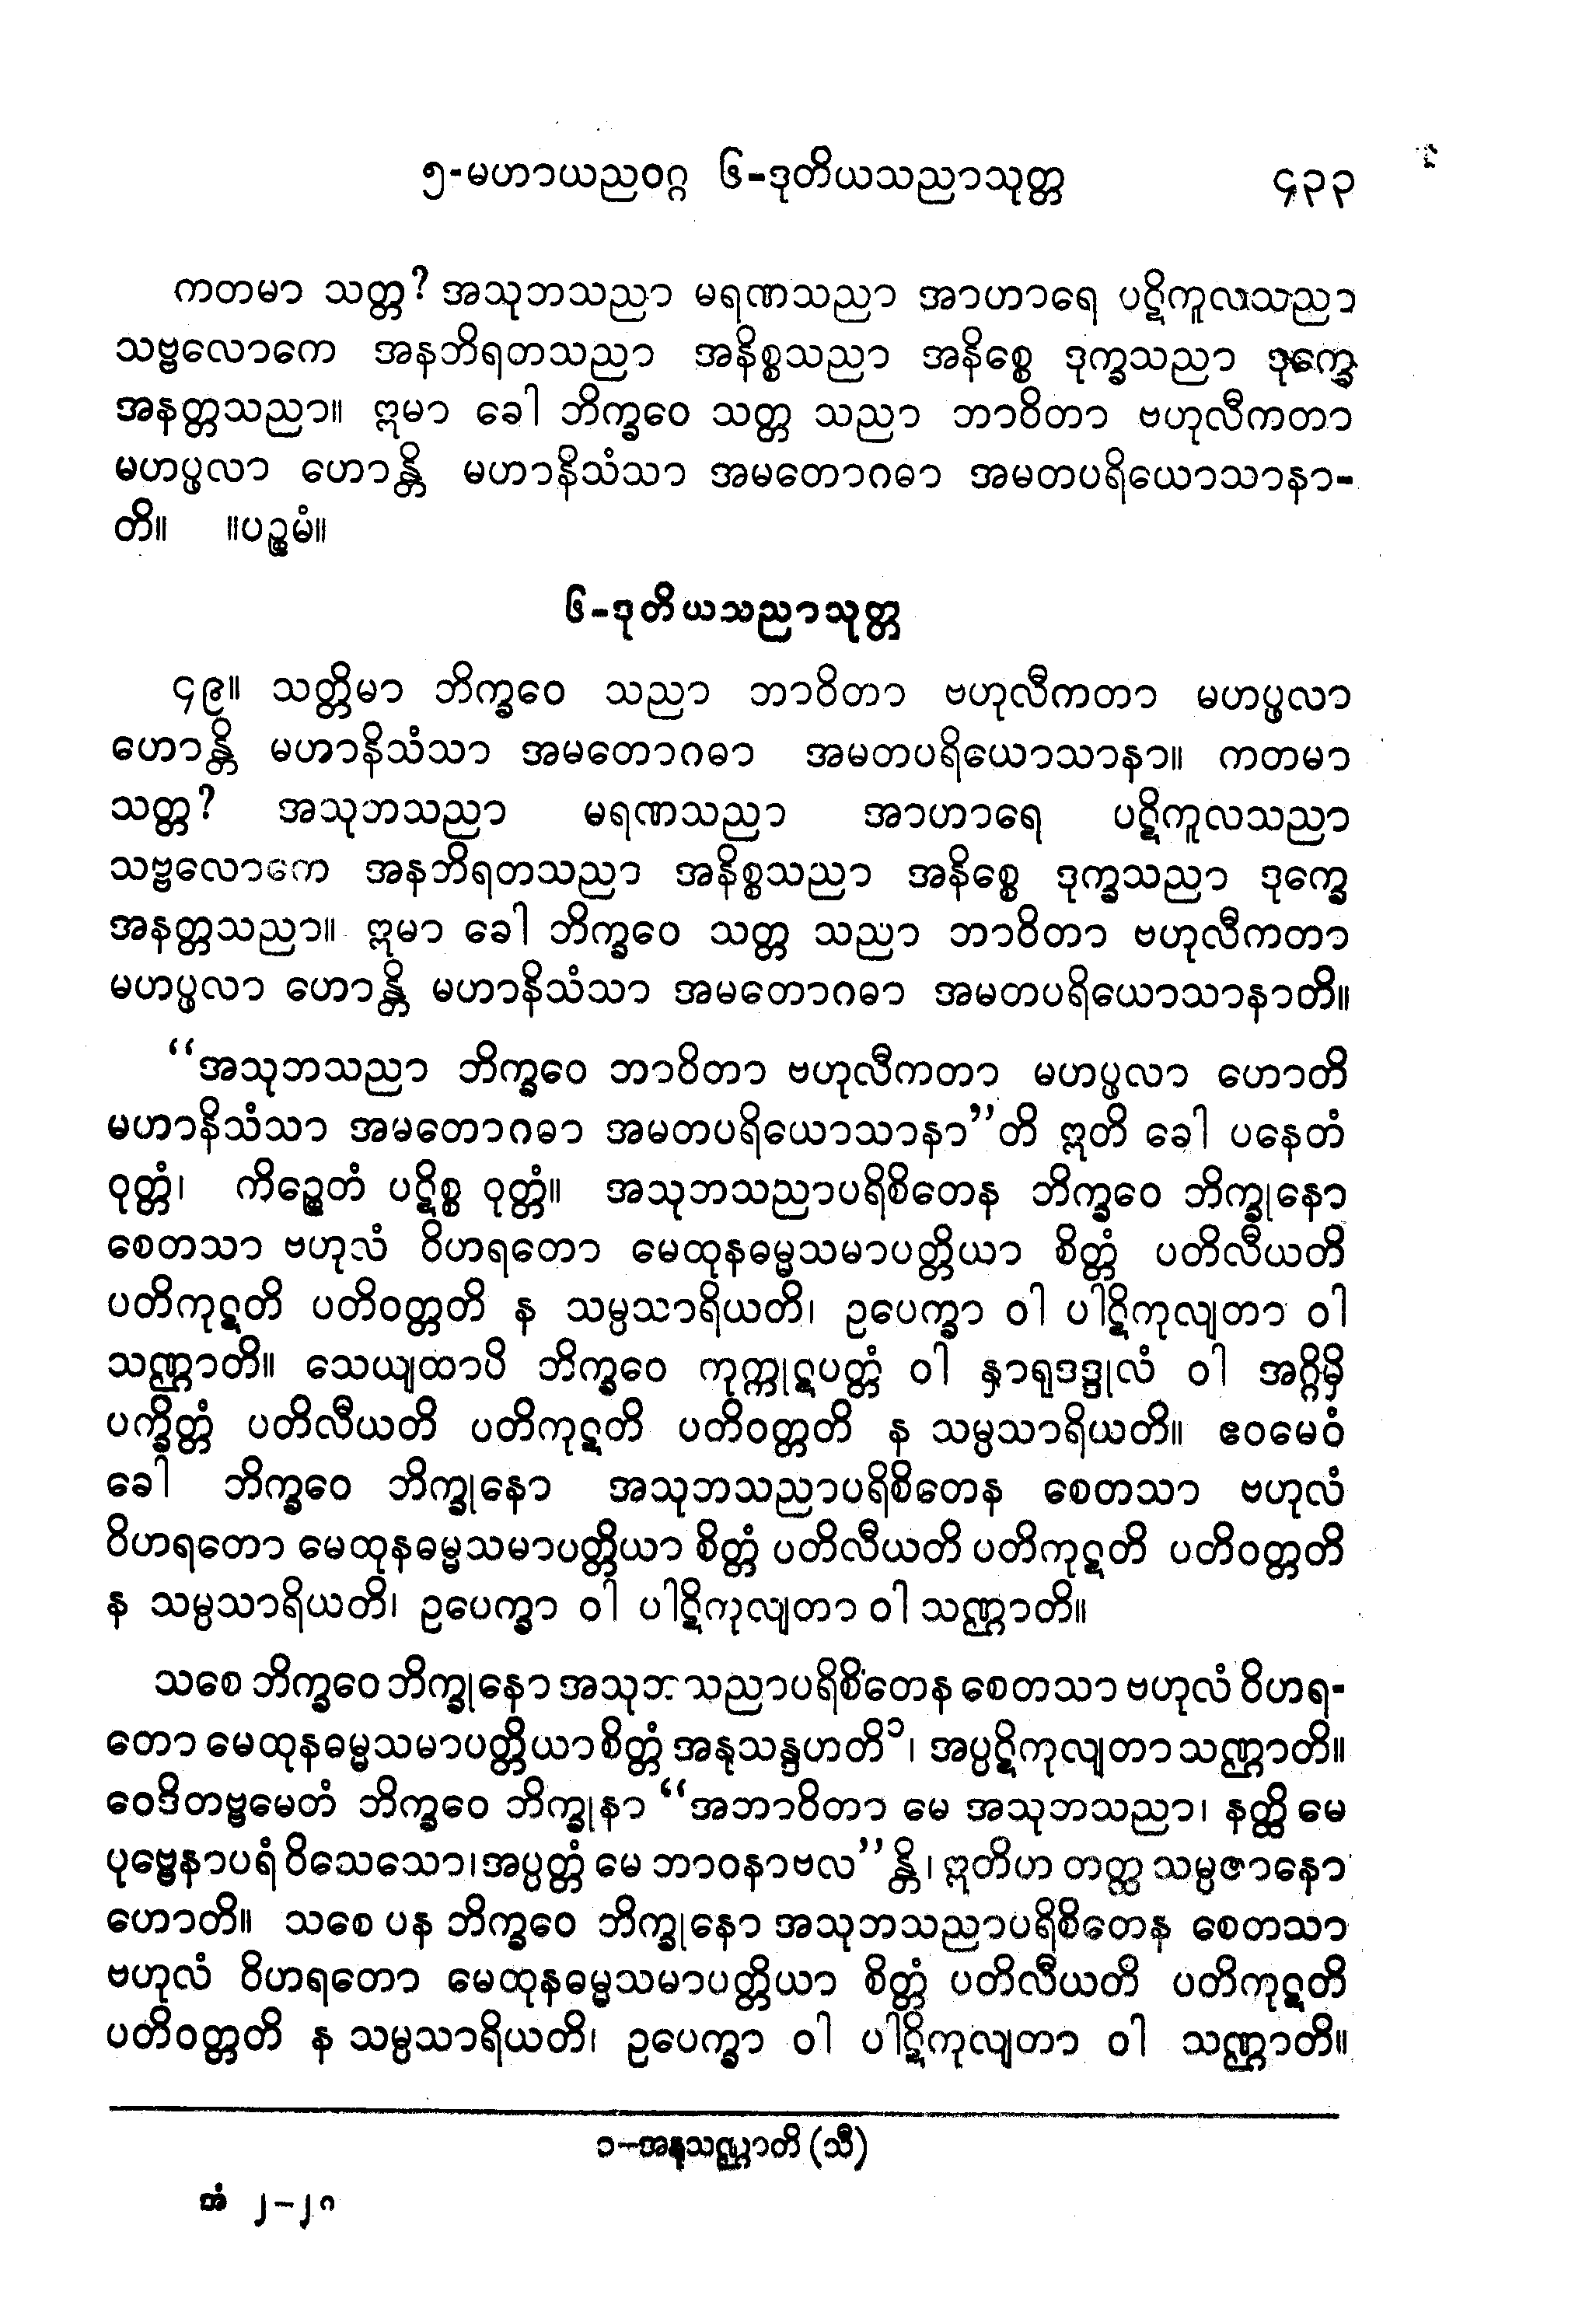 ၅-မဟာယညဝဂ္ဂ ၆-ဒုတိယသညာသုတ္တ ၄၃၃
ကတမာ သတ္တ? အသုဘသညာ မရဏသညာ အာဟာရေ ပဋိကူလသညာ
သဗ္ဗလောကေ အနဘိရတသညာ အနိစ္စသညာ အနိစ္စေ ဒုက္ခသညာ ဒုက္ခေ
အနတ္တသညာ။ ဣမာ ခေါ ဘိက္ခဝေ သတ္တ သညာ ဘာဝိတာ ဗဟုလီကတာ
မဟပ္ဖလာ ဟောန္တိ မဟာနိသံသာ အမတောဂဓာ အမတပရိယောသာနာ-
တိ။ ။ပဉ္စမံ။
၆-ဒုတိယသညာသုတ္တ
၄၉။ သတ္တိမာ ဘိက္ခဝေ သညာ ဘာဝိတာ ဗဟုလီကတာ မဟပ္ဖလာ
ဟောန္တိ မဟာနိသံသာ အမတောဂဓာ အမတပရိယောသာနာ။ ကတမာ
သတ္တ? အသုဘသညာ မရဏသညာ အာဟာရေ ပဋိကူလသညာ
သဗ္ဗလောကေ အနဘိရတသညာ အနိစ္စသညာ အနိစ္စေ ဒုက္ခသညာ ဒုက္ခေ
အနတ္တသညာ။ ဣမာ ခေါ ဘိက္ခဝေ သတ္တ သညာ ဘာဝိတာ ဗဟုလီကတာ
မဟပ္ဖလာ ဟောန္တိ မဟာနိသံသာ အမတောဂဓာ အမတပရိယောသာနာတိ။
“အသုဘသညာ ဘိက္ခဝေ ဘာဝိတာ ဗဟုလီကတာ မဟပ္ဖလာ ဟောတိ
မဟာနိသံသာ အမတောဂဓာ အမတပရိယောသာနာ”တိ ဣတိ ခေါ ပနေတံ
ဝုတ္တံ၊ ကိဉ္စေတံ ပဋိစ္စ ဝုတ္တံ။ အသုဘသညာပရိစိတေန ဘိက္ခဝေ ဘိက္ခုနော
စေတသာ ဗဟုလံ ဝိဟရတော မေထုနဓမ္မသမာပတ္တိယာ စိတ္တံ ပတိလီယတိ
ပတိကုဋတိ ပတိဝတ္တတိ န သမ္ပသာရိယတိ၊ ဥပေက္ခာ ဝါ ပါဋိကုလျတာ ဝါ
သဏ္ဌာတိ။ သေယျထာပိ ဘိက္ခဝေ ကုက္ကုဋပတ္တံ ဝါ နှာရုဒဒ္ဒုလံ ဝါ အဂ္ဂိမှိ
ပက္ခိတ္တံ ပတိလီယတိ ပတိကုဋတိ ပတိဝတ္တတိ န သမ္ပသာရိယတိ။ ဧဝမေဝံ
ခေါ ဘိက္ခဝေ ဘိက္ခုနော အသုဘသညာပရိစိတေန စေတသာ ဗဟုလံ
ဝိဟရတော မေထုနဓမ္မသမာပတ္တိယာ စိတ္တံ ပတိလီယတိ ပတိကုဋတိ ပတိဝတ္တတိ
န သမ္ပသာရိယတိ၊ ဥပေက္ခာ ဝါ ပါဋိကုလျတာ ဝါ သဏ္ဌာတိ။
သစေ ဘိက္ခဝေ ဘိက္ခုနော အသုဘသညာပရိစိတေန စေတသာ ဗဟုလံ ဝိဟရ-
တော မေထုနဓမ္မသမာပတ္တိယာ စိတ္တံ အနုသန္ဒဟတိ၁၊ အပ္ပဋိကုလျတာ သဏ္ဌာတိ။
ဝေဒိတဗ္ဗမေတံ ဘိက္ခဝေ ဘိက္ခုနာ “အဘာဝိတာ မေ အသုဘသညာ၊ နတ္ထိ မေ
ပုဗ္ဗေနာပရံ ဝိသေသော၊ အပ္ပတ္တံ မေ ဘာဝနာဗလ”န္တိ၊ ဣတိဟ တတ္ထ သမ္ပဇာနော
ဟောတိ။ သစေ ပန ဘိက္ခဝေ ဘိက္ခုနော အသုဘသညာပရိစိတေန စေတသာ
ဗဟုလံ ဝိဟရတော မေထုနဓမ္မသမာပတ္တိယာ စိတ္တံ ပတိလီယတိ ပတိကုဋတိ
ပတိဝတ္တတိ န သမ္ပသာရိယတိ၊ ဥပေက္ခာ ဝါ ပါဋိကုလျတာ ဝါ သဏ္ဌာတိ။
၁-အနုသဏ္ဌာတိ (သီ)
အံ ၂-၂၈